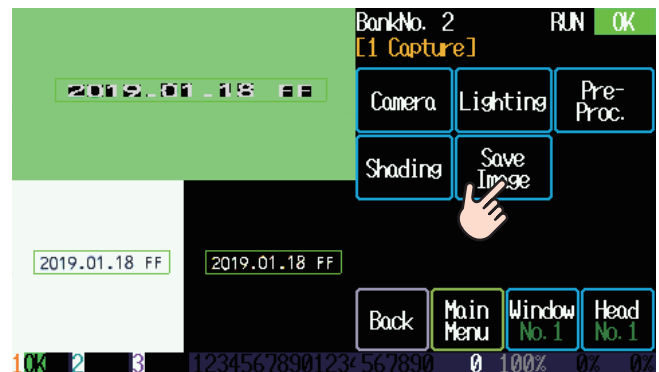 BankNo. 2 RUN OK
[1 Capture]
2019.01.18 FF
Camera Lighting Pre-Proc.
Shading Save Image
2019.01.18 FF
2019.01.18 FF
Back Main Menu Window No.1 Head No.1
1OK 2 3 12345678901234567890 0 100% 0% 0%